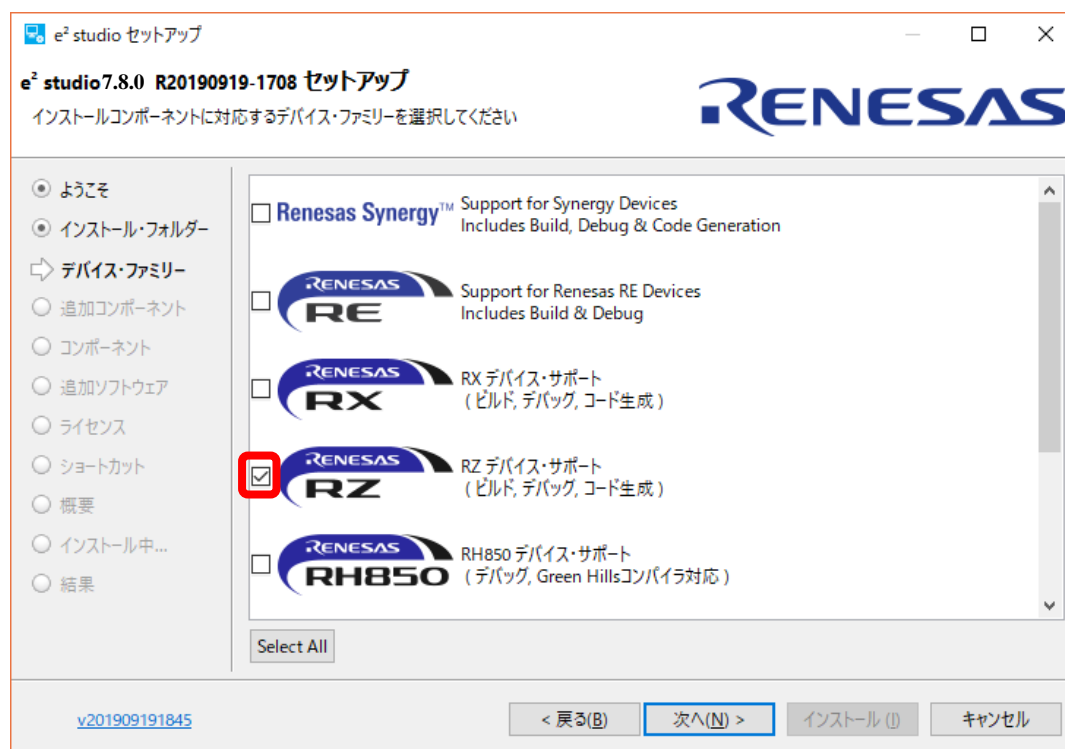 e² studio セットアップ
e² studio7.8.0 R20190919-1708 セットアップ
インストールコンポーネントに対応するデバイス・ファミリーを選択してください
RENESAS
ようこそ
インストール・フォルダー
デバイス・ファミリー
追加コンポーネント
コンポーネント
追加ソフトウェア
ライセンス
ショートカット
概要
インストール中...
結果
Renesas Synergy™
Support for Synergy Devices
Includes Build, Debug & Code Generation
RENESAS
RE
Support for Renesas RE Devices
Includes Build & Debug
RENESAS
RX
RX デバイス・サポート
( ビルド, デバッグ, コード生成 )
RENESAS
RZ
RZ デバイス・サポート
( ビルド, デバッグ, コード生成 )
RENESAS
RH850
RH850 デバイス・サポート
( デバッグ, Green Hillsコンパイラ対応 )
Select All
v201909191845
< 戻る(B)
次へ(N) >
インストール (I)
キャンセル